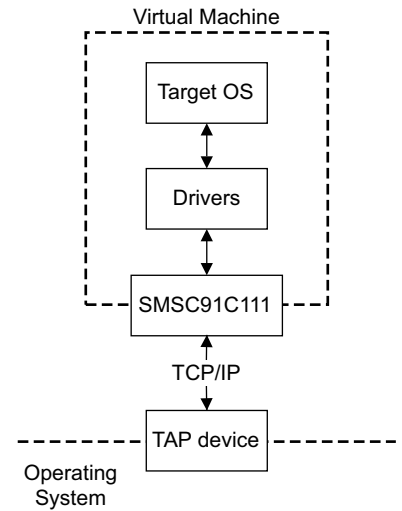 Virtual Machine
Target OS
Drivers
SMSC91C111
TCP/IP
TAP device
Operating
System